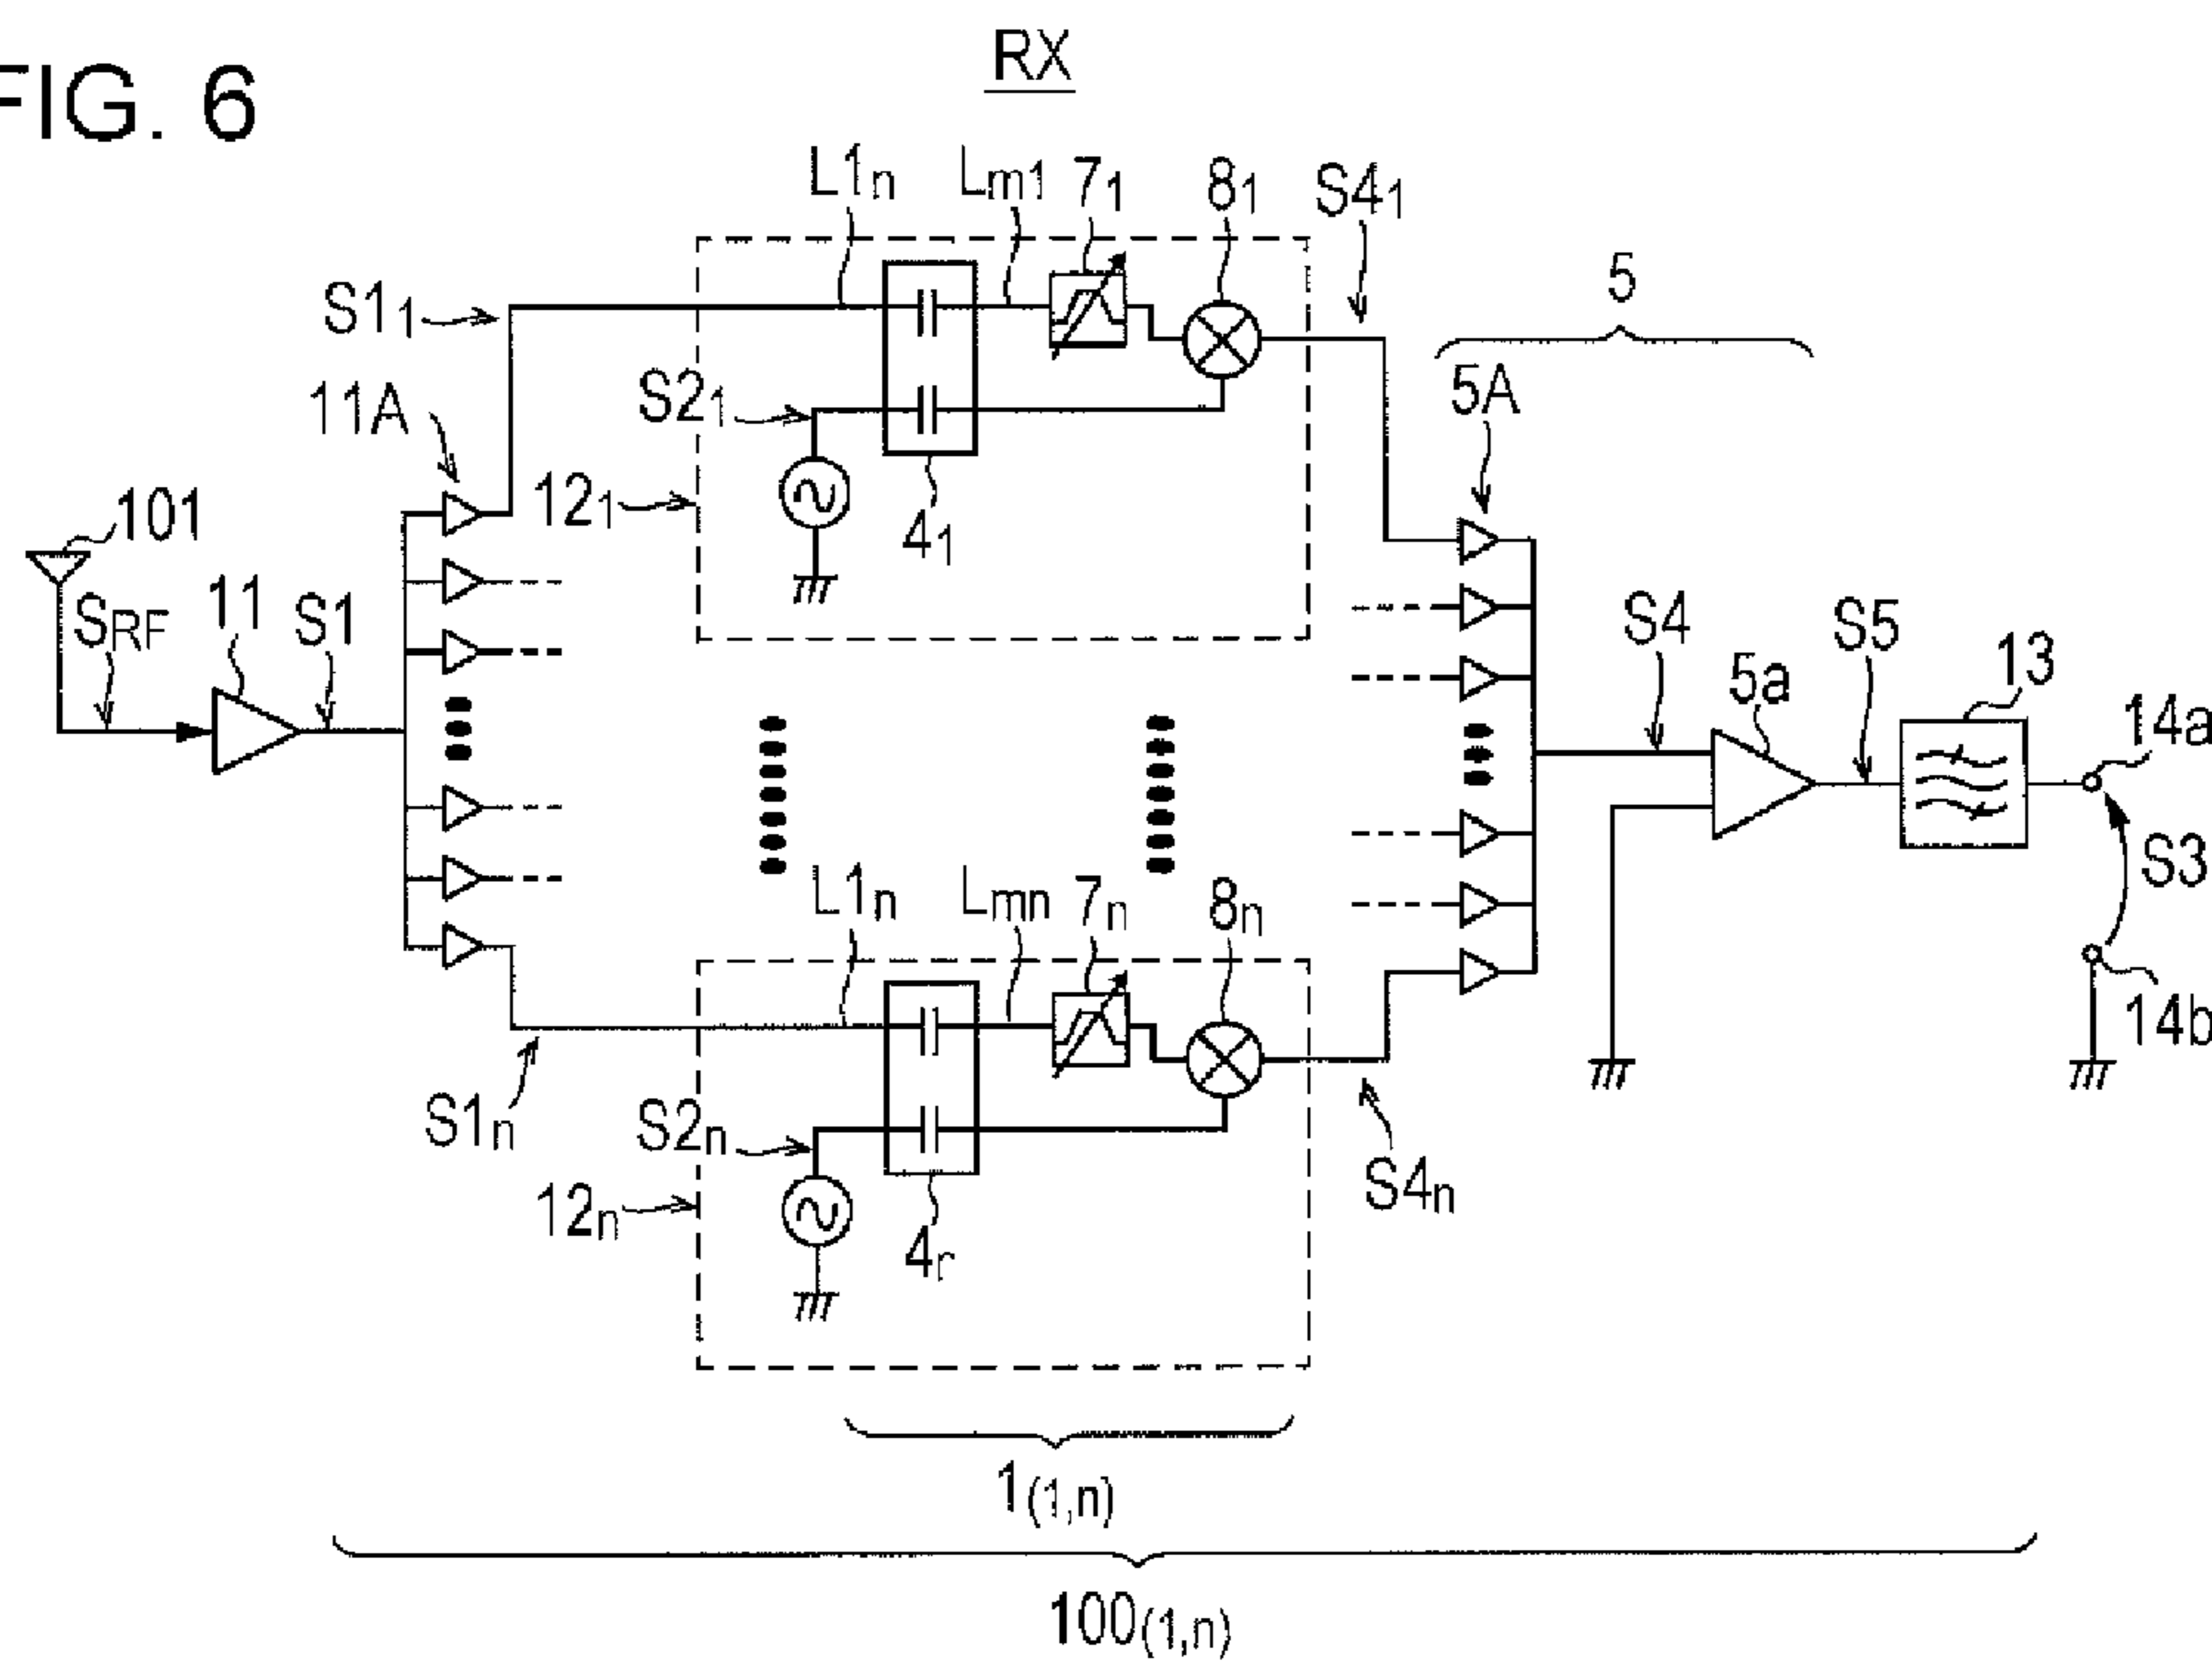 FIG. 6
RX
L1n
Lm1
71
81
S41
S11
5
S21
5A
11A
121
41
101
SRF
11
S1
S4
5a
S5
13
14a
S3
L1n
Lmn
7n
8n
14b
S1n
S2n
S4n
12n
4r
1(1,n)
100(1,n)